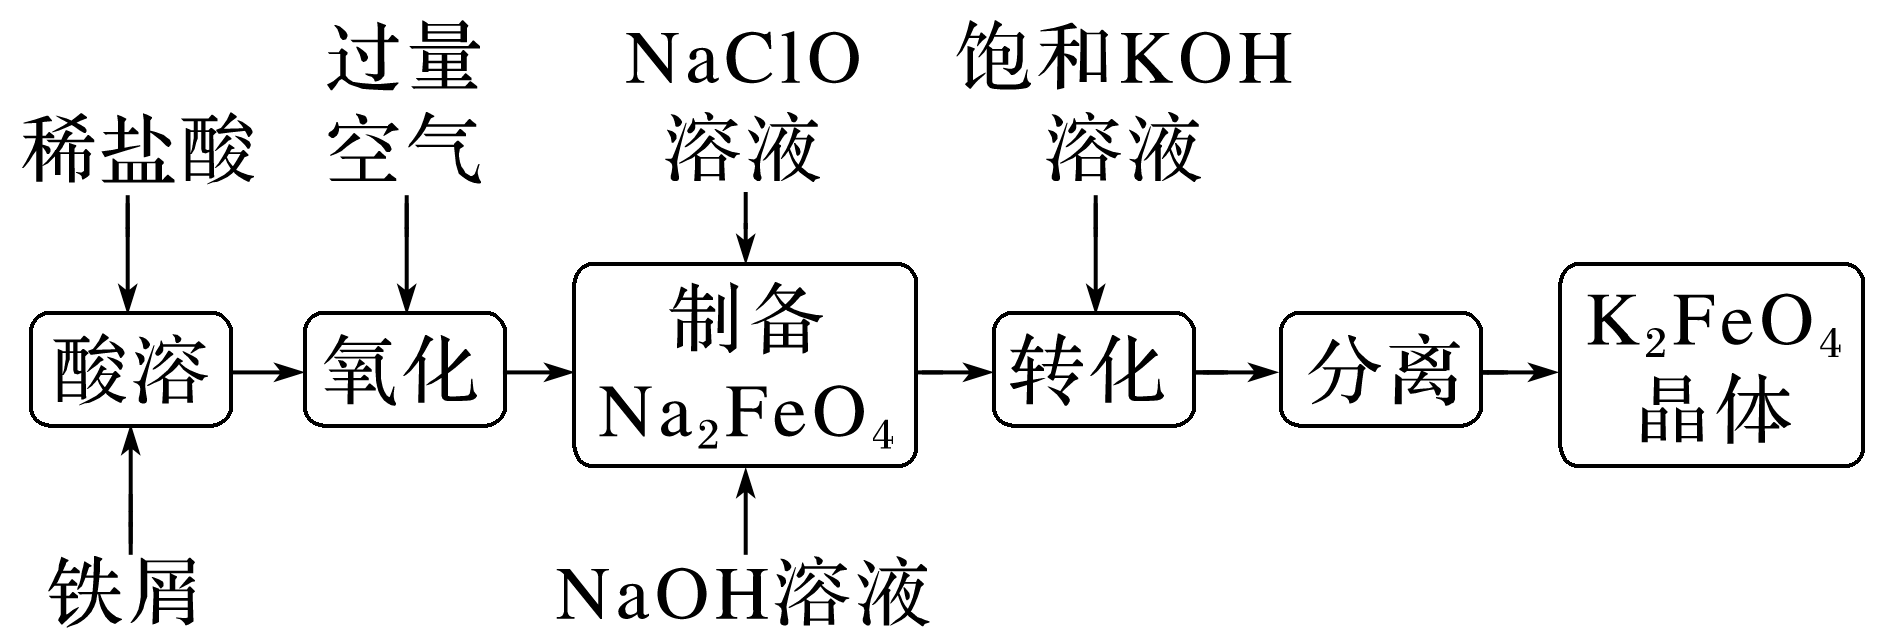 过量
空气
NaClO
溶液
饱和KOH
溶液
稀盐酸
酸溶
氧化
制备
Na₂FeO₄
转化
分离
K₂FeO₄
晶体
铁屑
NaOH溶液